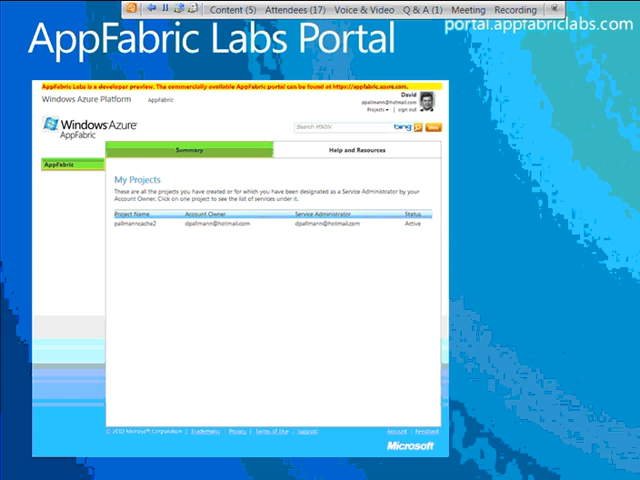 Content (5) Attendees (17) Voice & Video Q & A (1) Meeting Recording
portal.appfabriclabs.com
AppFabric Labs Portal
AppFabric Labs is a developer preview. The commercially available AppFabric portal can be found at https://appfabric.azure.com.
Windows Azure Platform AppFabric
David
dpallmann@hotmail.com
Projects sign out
Windows Azure
AppFabric
Search MSDN bing
Summary Help and Resources
AppFabric
My Projects
These are all the projects you have created or for which you have been designated as a Service Administrator by your
Account Owner. Click on one project to see the list of services under it.
Project Name Account Owner Service Administrator Status
pallmanncache2 dpallmann@hotmail.com dpallmann@hotmail.com Active
© 2010 Microsoft Corporation | Trademarks | Privacy | Terms of Use | Support Account | Feedback
Microsoft